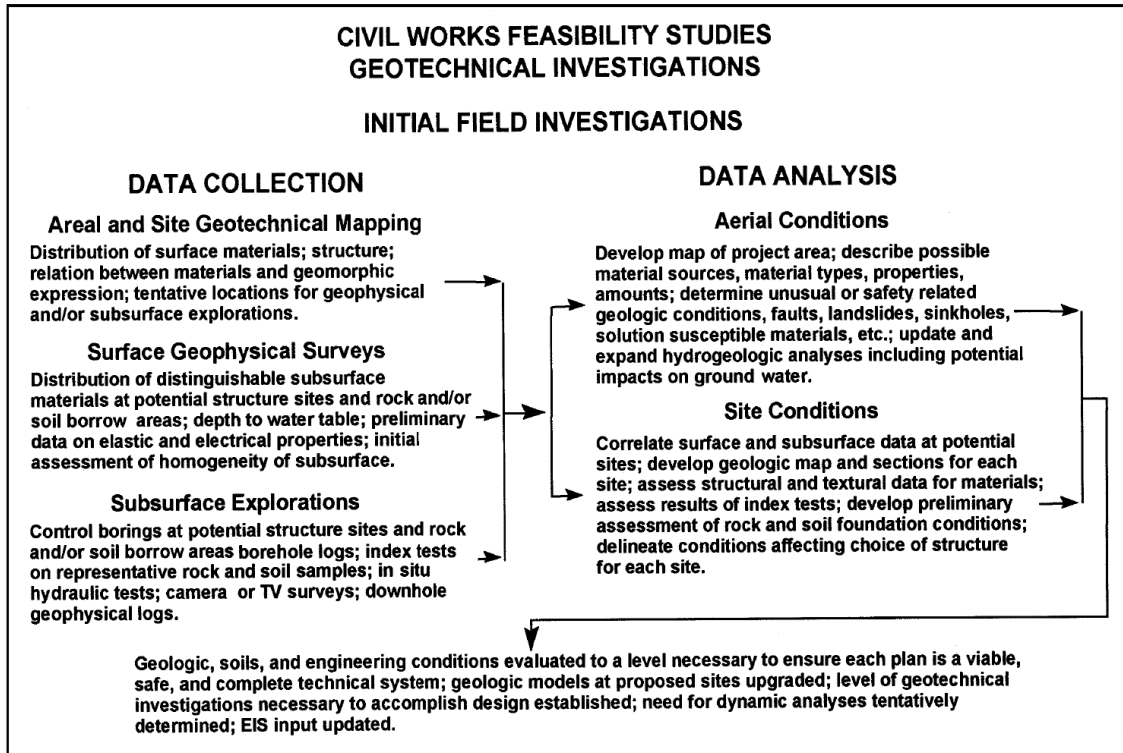 CIVIL WORKS FEASIBILITY STUDIES
GEOTECHNICAL INVESTIGATIONS
INITIAL FIELD INVESTIGATIONS
DATA COLLECTION
Areal and Site Geotechnical Mapping
Distribution of surface materials; structure;
relation between materials and geomorphic
expression; tentative locations for geophysical
and/or subsurface explorations.
Surface Geophysical Surveys
Distribution of distinguishable subsurface
materials at potential structure sites and rock and/or
soil borrow areas; depth to water table; preliminary
data on elastic and electrical properties; initial
assessment of homogeneity of subsurface.
Subsurface Explorations
Control borings at potential structure sites and rock
and/or soil borrow areas borehole logs; index tests
on representative rock and soil samples; in situ
hydraulic tests; camera or TV surveys; downhole
geophysical logs.
DATA ANALYSIS
Aerial Conditions
Develop map of project area; describe possible
material sources, material types, properties,
amounts; determine unusual or safety related
geologic conditions, faults, landslides, sinkholes,
solution susceptible materials, etc.; update and
expand hydrogeologic analyses including potential
impacts on ground water.
Site Conditions
Correlate surface and subsurface data at potential
sites; develop geologic map and sections for each
site; assess structural and textural data for materials;
assess results of index tests; develop preliminary
assessment of rock and soil foundation conditions;
delineate conditions affecting choice of structure
for each site.
Geologic, soils, and engineering conditions evaluated to a level necessary to ensure each plan is a viable,
safe, and complete technical system; geologic models at proposed sites upgraded; level of geotechnical
investigations necessary to accomplish design established; need for dynamic analyses tentatively
determined; EIS input updated.